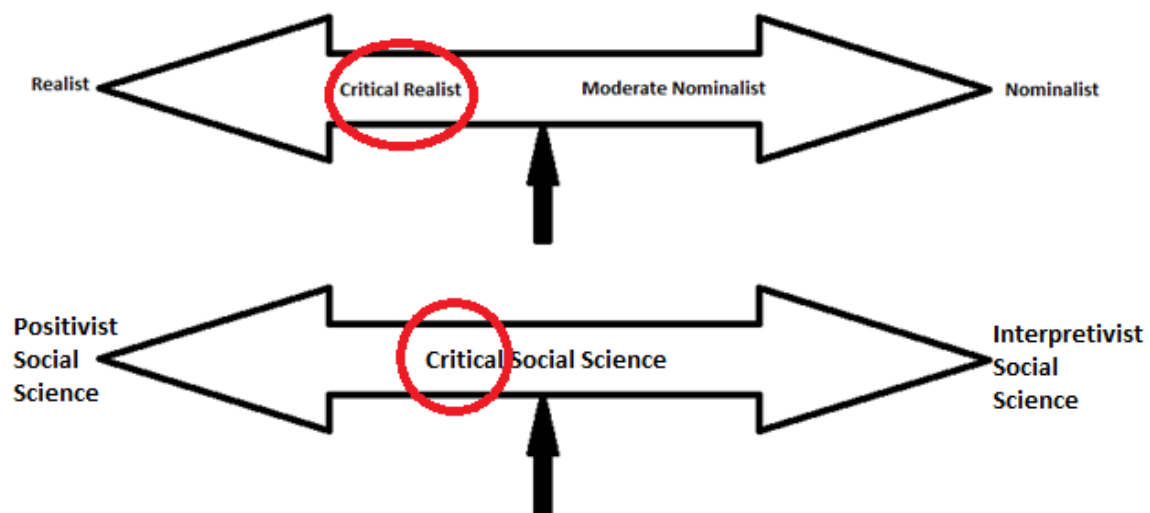 Realist
Critical Realist
Moderate Nominalist
Nominalist
Positivist
Social
Science
Critical Social Science
Interpretivist
Social
Science